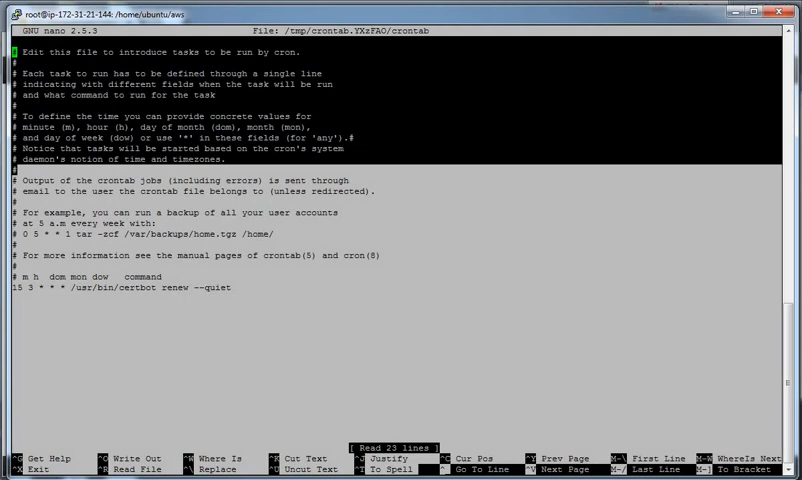 root@ip-172-31-21-144: /home/ubuntu/aws
GNU nano 2.5.3 File: /tmp/crontab.YXzFAO/crontab
# Edit this file to introduce tasks to be run by cron.
#
# Each task to run has to be defined through a single line
# indicating with different fields when the task will be run
# and what command to run for the task
#
# To define the time you can provide concrete values for
# minute (m), hour (h), day of month (dom), month (mon),
# and day of week (dow) or use '*' in these fields (for 'any').#
# Notice that tasks will be started based on the cron's system
# daemon's notion of time and timezones.
#
# Output of the crontab jobs (including errors) is sent through
# email to the user the crontab file belongs to (unless redirected).
#
# For example, you can run a backup of all your user accounts
# at 5 a.m every week with:
# 0 5 * * 1 tar -zcf /var/backups/home.tgz /home/
#
# For more information see the manual pages of crontab(5) and cron(8)
#
# m h  dom mon dow   command
15 3 * * * /usr/bin/certbot renew --quiet
[ Read 23 lines ]
^G Get Help ^O Write Out ^W Where Is ^K Cut Text ^J Justify ^C Cur Pos ^Y Prev Page M-\ First Line M-W WhereIs Next
^X Exit ^R Read File ^\ Replace ^U Uncut Text ^T To Spell ^_ Go To Line ^V Next Page M-/ Last Line M-] To Bracket